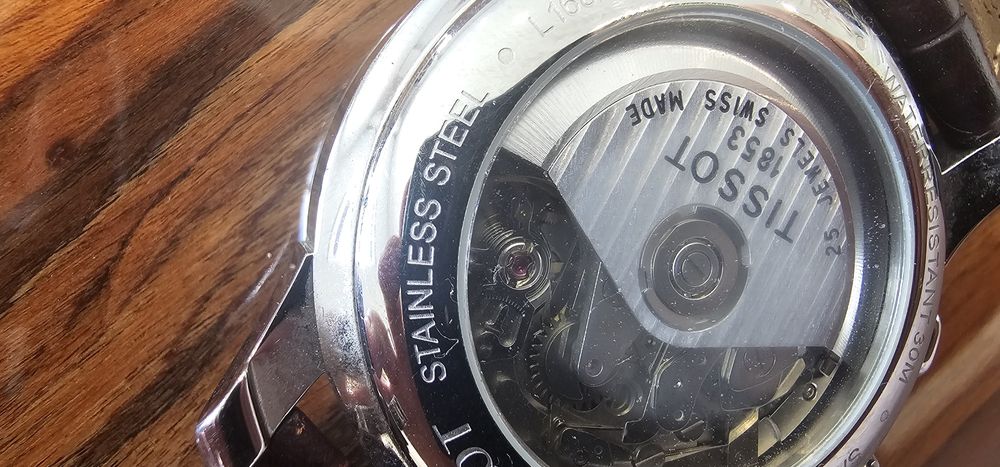 TISSOT
1853
25 JEWELS SWISS MADE
STAINLESS STEEL
WATER RESISTANT 30M